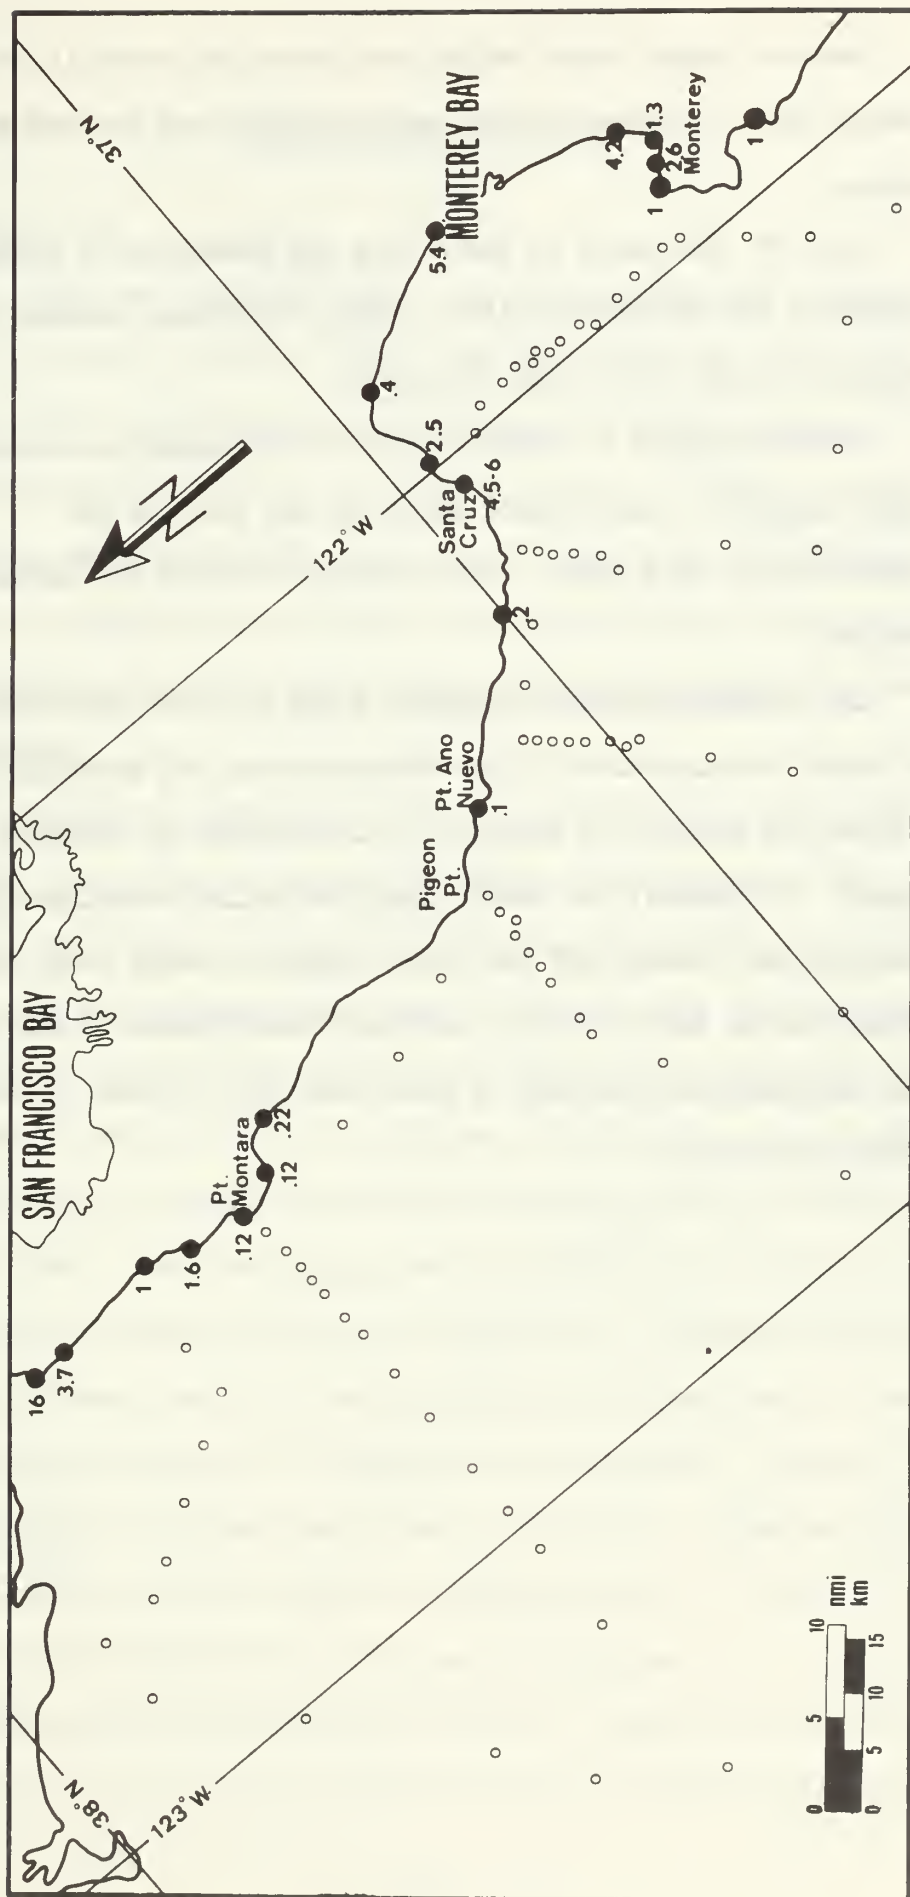 38°N
123°W.
SAN FRANCISCO BAY
16
3.7
1
1.6
.12
Pt.
Montara
.12
.22
Pigeon
Pt.
Pt. Ano
Nuevo
.1
.2
122°W
37°N
Santa
Cruz
4.5-6
2.5
.4
5.4
MONTEREY BAY
4.2
1.3
2.6
1
Monterey
1
0 5 10
nmi
km
0 5 10 15